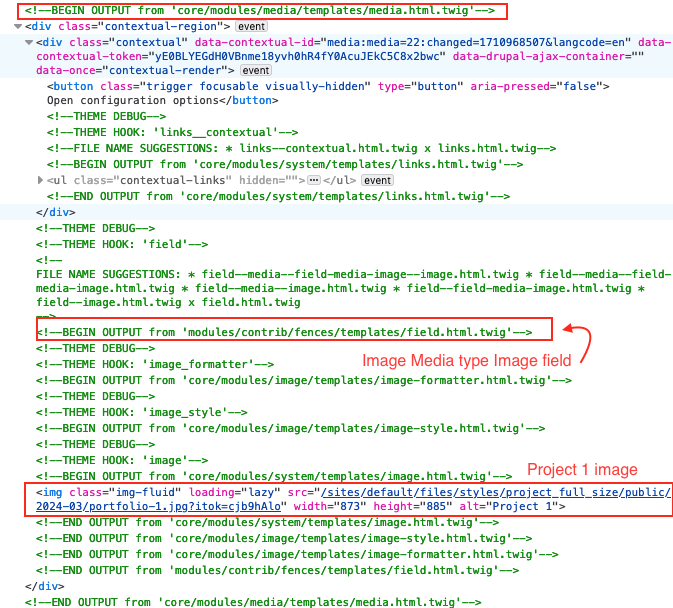 <!--BEGIN OUTPUT from 'core/modules/media/templates/media.html.twig'-->
<div class="contextual-region"> event
<div class="contextual" data-contextual-id="media:media=22:changed=1710968507&langcode=en" data-
contextual-token="yE0BLYEGdH0VBnme18yvh0hR4fY0AcuJEkC5C8x2bwc" data-drupal-ajax-container=""
data-once="contextual-render"> event
<button class="trigger focusable visually-hidden" type="button" aria-pressed="false">
Open configuration options</button>
<!--THEME DEBUG-->
<!--THEME HOOK: 'links__contextual'-->
<!--FILE NAME SUGGESTIONS: * links--contextual.html.twig x links.html.twig-->
<!--BEGIN OUTPUT from 'core/modules/system/templates/links.html.twig'-->
<ul class="contextual-links" hidden="">…</ul> event
<!--END OUTPUT from 'core/modules/system/templates/links.html.twig'-->
</div>
<!--THEME DEBUG-->
<!--THEME HOOK: 'field'-->
<!--
FILE NAME SUGGESTIONS: * field--media--field-media-image--image.html.twig * field--media--field-
media-image.html.twig * field--media--image.html.twig * field--field-media-image.html.twig *
field--image.html.twig x field.html.twig
-->
<!--BEGIN OUTPUT from 'modules/contrib/fences/templates/field.html.twig'-->
<!--THEME DEBUG-->
Image Media type Image field
<!--THEME HOOK: 'image_formatter'-->
<!--BEGIN OUTPUT from 'core/modules/image/templates/image-formatter.html.twig'-->
<!--THEME DEBUG-->
<!--THEME HOOK: 'image_style'-->
<!--BEGIN OUTPUT from 'core/modules/image/templates/image-style.html.twig'-->
<!--THEME DEBUG-->
<!--THEME HOOK: 'image'-->
Project 1 image
<!--BEGIN OUTPUT from 'core/modules/system/templates/image.html.twig'-->
<img class="img-fluid" loading="lazy" src="/sites/default/files/styles/project_full_size/public/
2024-03/portfolio-1.jpg?itok=cjb9hAlo" width="873" height="885" alt="Project 1">
<!--END OUTPUT from 'core/modules/system/templates/image.html.twig'-->
<!--END OUTPUT from 'core/modules/image/templates/image-style.html.twig'-->
<!--END OUTPUT from 'core/modules/image/templates/image-formatter.html.twig'-->
<!--END OUTPUT from 'modules/contrib/fences/templates/field.html.twig'-->
</div>
<!--END OUTPUT from 'core/modules/media/templates/media.html.twig'-->